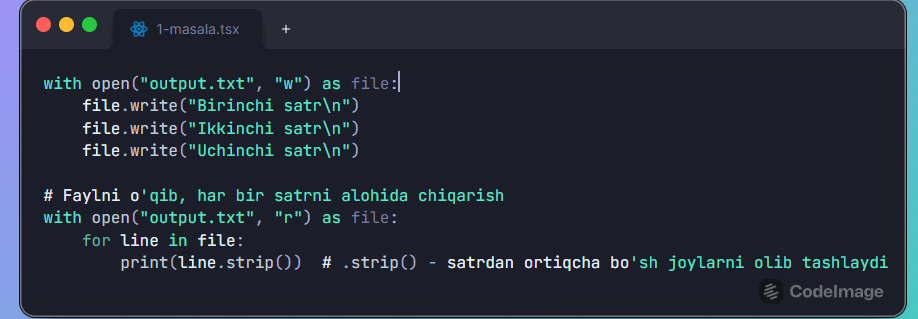 1-masala.tsx +
with open("output.txt", "w") as file:
    file.write("Birinchi satr\n")
    file.write("Ikkinchi satr\n")
    file.write("Uchinchi satr\n")

# Faylni o'qib, har bir satrni alohida chiqarish
with open("output.txt", "r") as file:
    for line in file:
        print(line.strip())  # .strip() - satrdan ortiqcha bo'sh joylarni olib tashlaydi
CodeImage